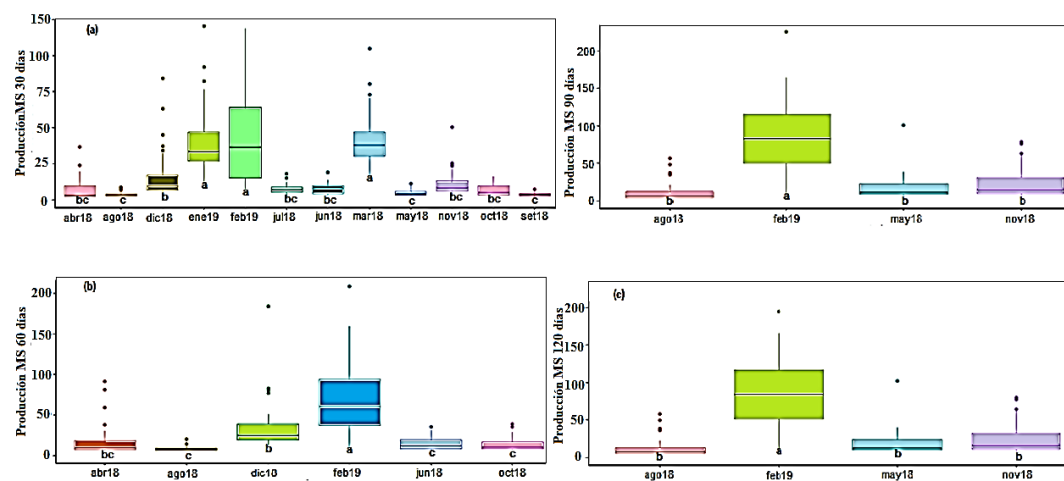 (a)
ProducciónMS 30 días
150
100
75
50
25
0
bc
c
b
a
a
bc
bc
a
c
bc
bc
c
abr18 ago18 dic18 ene19 feb19 jul18 jun18 mar18 may18 nov18 oct18 set18
Producción MS 90 días
200
150
100
50
0
b
a
b
b
ago18 feb19 may18 nov18
(b)
Producción MS 60 días
200
150
100
50
0
bc
c
b
a
c
c
abr18 ago18 dic18 feb19 jun18 oct18
(c)
Producción MS 120 días
200
150
100
50
0
b
a
b
b
ago18 feb19 may18 nov18